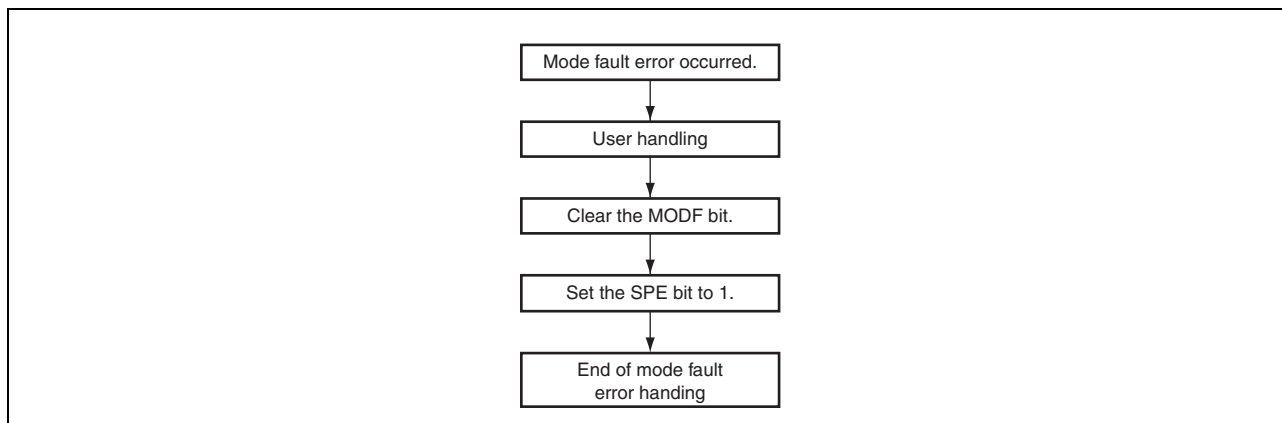 Mode fault error occurred.
User handling
Clear the MODF bit.
Set the SPE bit to 1.
End of mode fault
error handing